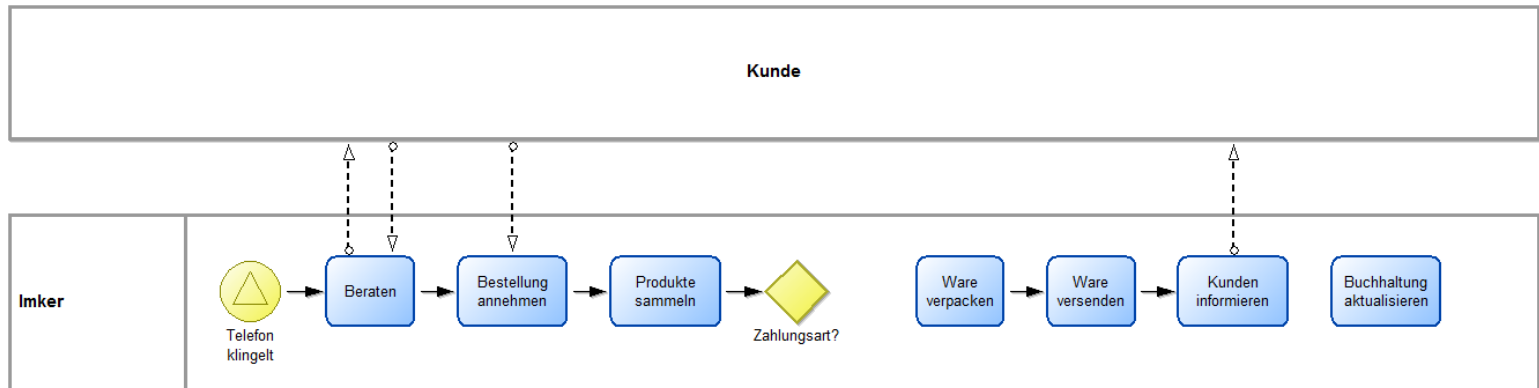 Kunde
Imker
Telefon
klingelt
Beraten
Bestellung
annehmen
Produkte
sammeln
Zahlungsart?
Ware
verpacken
Ware
versenden
Kunden
informieren
Buchhaltung
aktualisieren